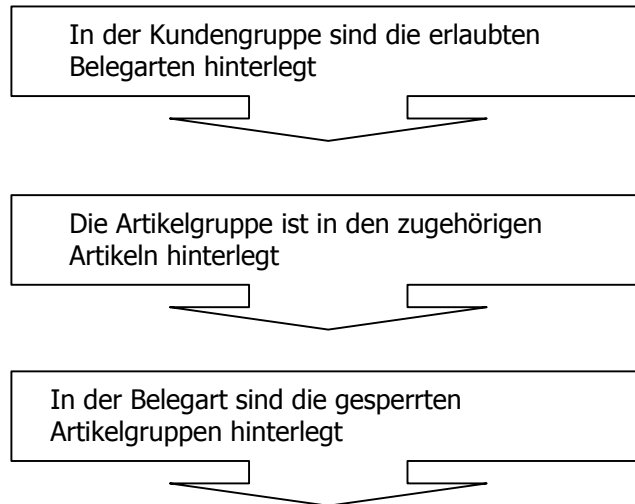 In der Kundengruppe sind die erlaubten
Belegarten hinterlegt
Die Artikelgruppe ist in den zugehörigen
Artikeln hinterlegt
In der Belegart sind die gesperrten
Artikelgruppen hinterlegt